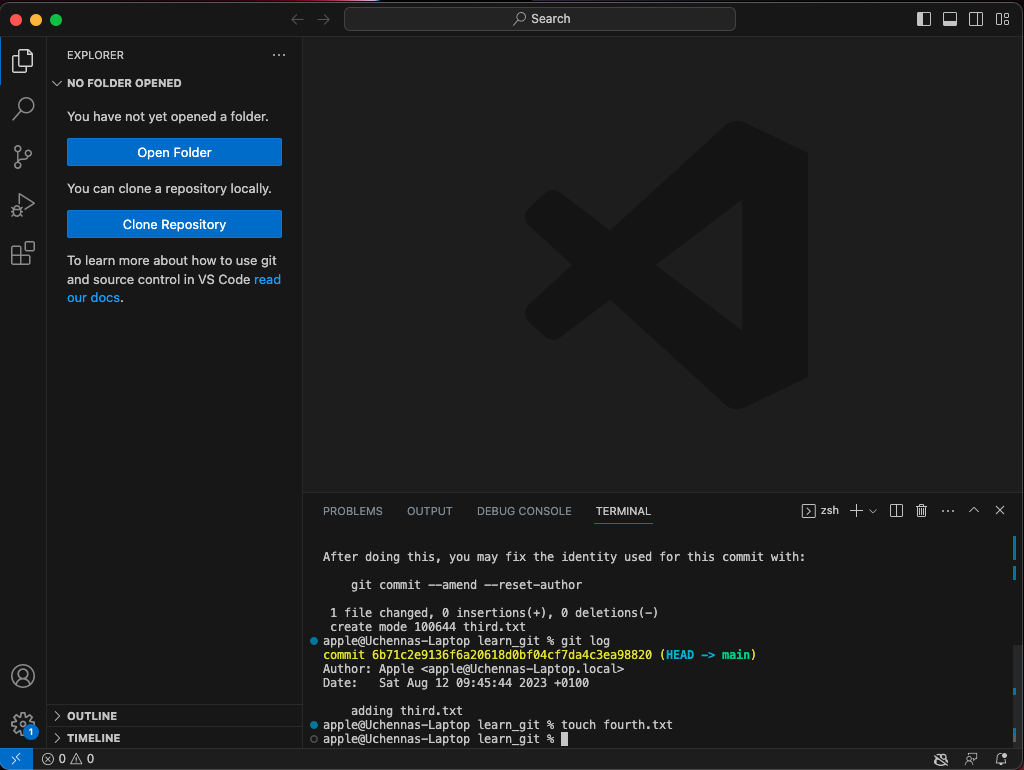 Search
EXPLORER
NO FOLDER OPENED
You have not yet opened a folder.
Open Folder
You can clone a repository locally.
Clone Repository
To learn more about how to use git
and source control in VS Code read
our docs.
PROBLEMS OUTPUT DEBUG CONSOLE TERMINAL
zsh
After doing this, you may fix the identity used for this commit with:
git commit --amend --reset-author
1 file changed, 0 insertions(+), 0 deletions(-)
create mode 100644 third.txt
apple@Uchennas-Laptop learn_git % git log
commit 6b71c2e9136f6a20618d0bf04cf7da4c3ea98820 (HEAD -> main)
Author: Apple <apple@Uchennas-Laptop.local>
Date:   Sat Aug 12 09:45:44 2023 +0100
adding third.txt
apple@Uchennas-Laptop learn_git % touch fourth.txt
apple@Uchennas-Laptop learn_git %
OUTLINE
TIMELINE
1
0 0